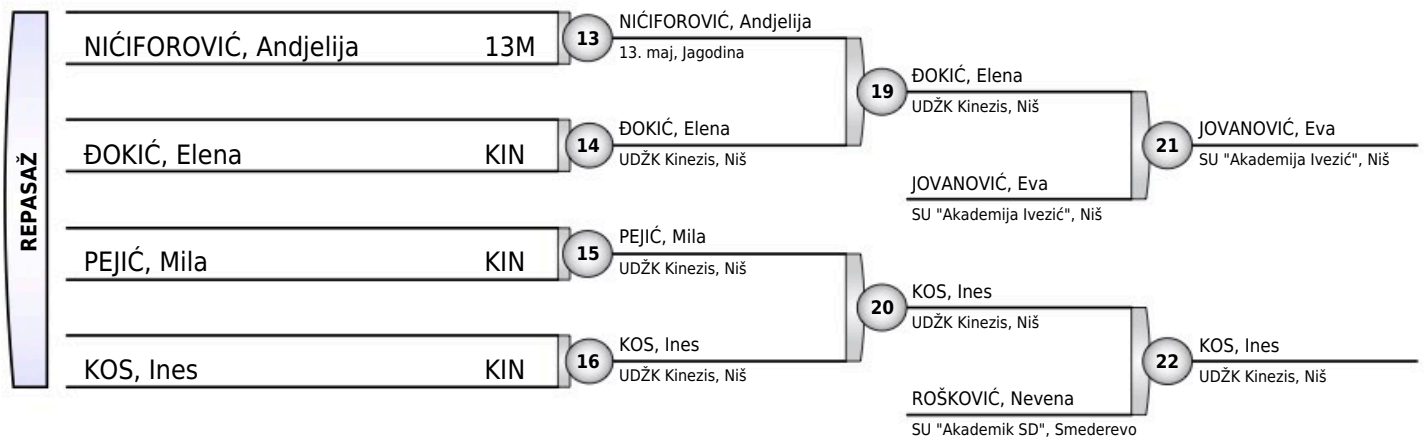 REPASAŽ
NIĆIFOROVIĆ, Andjelija 13M
13
NIĆIFOROVIĆ, Andjelija
13. maj, Jagodina
ĐOKIĆ, Elena KIN
14
ĐOKIĆ, Elena
UDŽK Kinezis, Niš
PEJIĆ, Mila KIN
15
PEJIĆ, Mila
UDŽK Kinezis, Niš
KOS, Ines KIN
16
KOS, Ines
UDŽK Kinezis, Niš
19
ĐOKIĆ, Elena
UDŽK Kinezis, Niš
JOVANOVIĆ, Eva
SU "Akademija Ivezić", Niš
20
KOS, Ines
UDŽK Kinezis, Niš
ROŠKOVIĆ, Nevena
SU "Akademik SD", Smederevo
21
JOVANOVIĆ, Eva
SU "Akademija Ivezić", Niš
22
KOS, Ines
UDŽK Kinezis, Niš